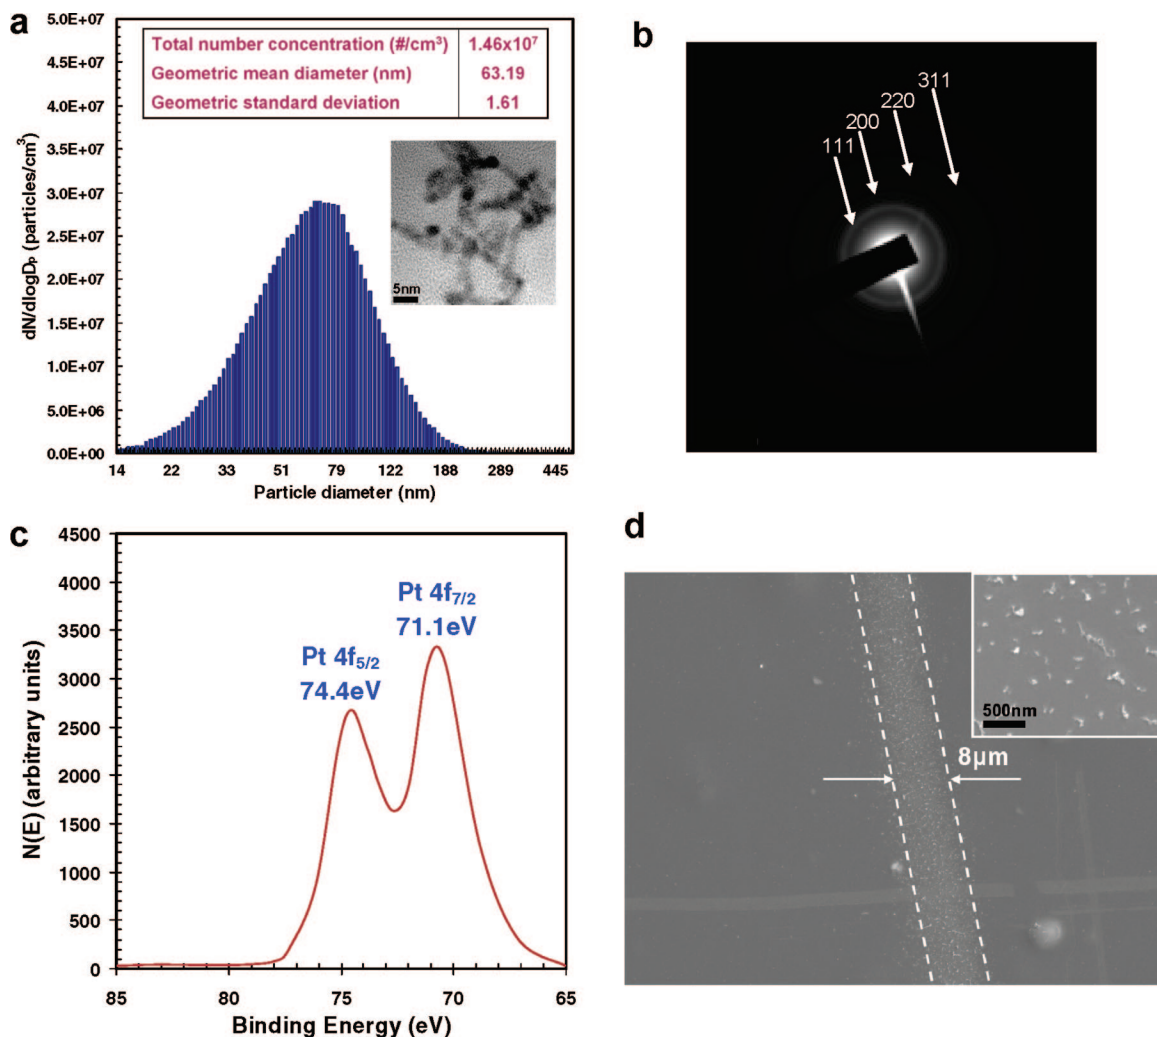 a
5.0E+07
4.5E+07
4.0E+07
3.5E+07
3.0E+07
2.5E+07
2.0E+07
1.5E+07
1.0E+07
5.0E+06
0.0E+00
dN/dlogDₚ (particles/cm³)
Total number concentration (#/cm³) 1.46x10⁷
Geometric mean diameter (nm) 63.19
Geometric standard deviation 1.61
5nm
14 22 33 51 79 122 188 289 445
Particle diameter (nm)
b
111
200
220
311
c
4500
4000
3500
3000
2500
2000
1500
1000
500
0
N(E) (arbitrary units)
Pt 4f₇/₂
71.1eV
Pt 4f₅/₂
74.4eV
85 80 75 70 65
Binding Energy (eV)
d
500nm
8µm